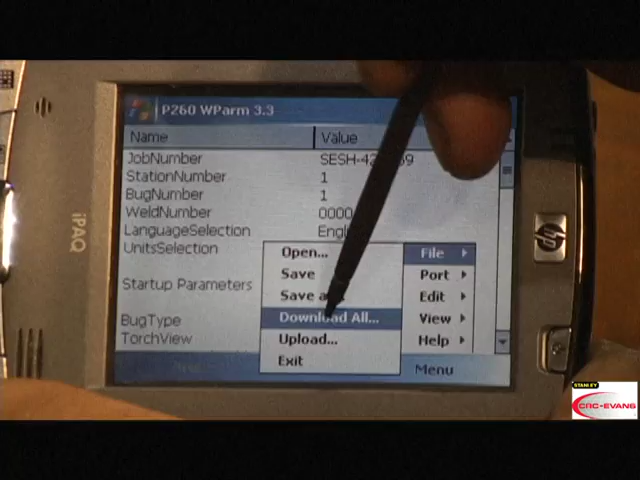 P260 WParm 3.3
Name Value
JobNumber
StationNumber 1
BugNumber 1
WeldNumber 0000
LanguageSelection
UnitsSelection
Startup Parameters
BugType
TorchView
Open...
Save
Download All...
Upload...
Exit
File
Port
Edit
View
Help
Menu
iPAQ
hp
STANLEY
CRC-EVANS